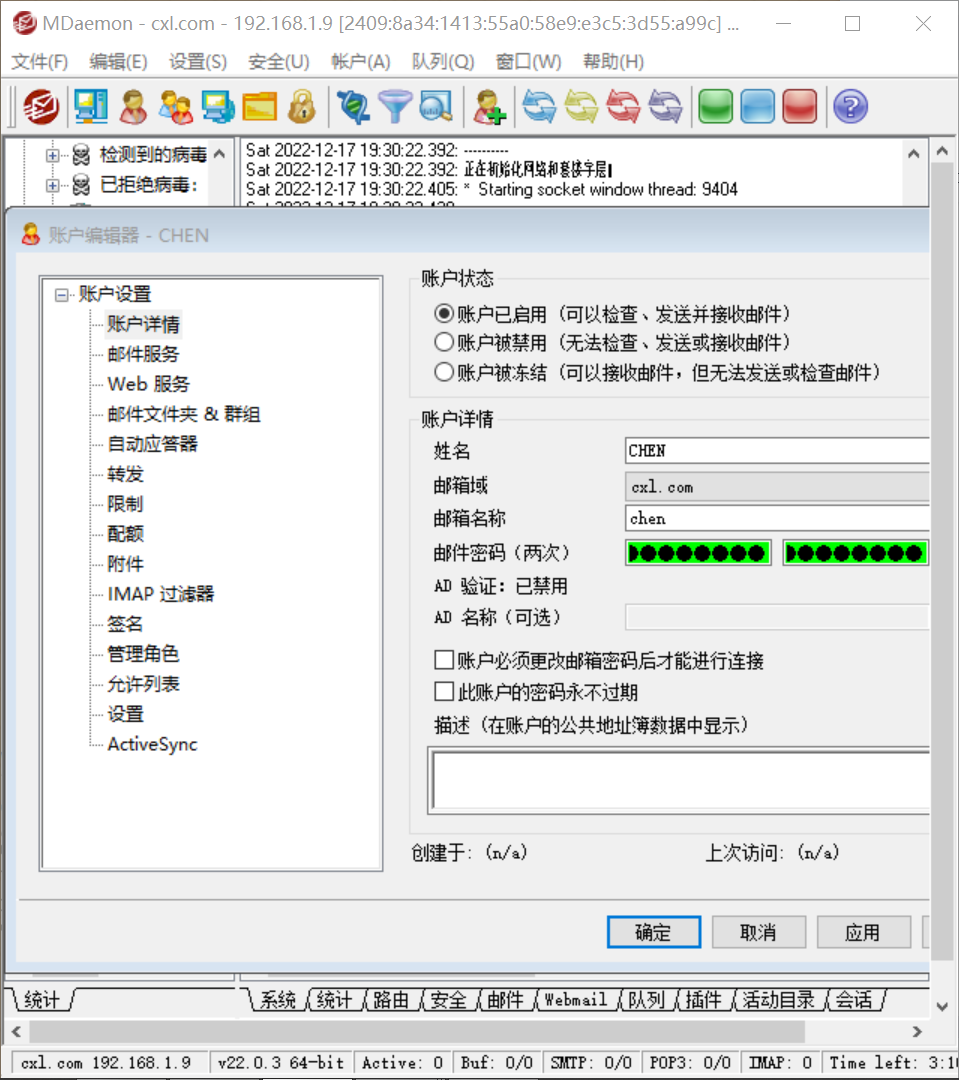 MDaemon - cxl.com - 192.168.1.9 [2409:8a34:1413:55a0:58e9:e3c5:3d55:a99c] ...
文件(F) 编辑(E) 设置(S) 安全(U) 帐户(A) 队列(Q) 窗口(W) 帮助(H)
检测到的病毒
已拒绝病毒:
Sat 2022-12-17 19:30:22.392: ----------
Sat 2022-12-17 19:30:22.392: 正在初始化网络和套接字层
Sat 2022-12-17 19:30:22.405: * Starting socket window thread: 9404
账户编辑器 - CHEN
账户设置
账户详情
邮件服务
Web 服务
邮件文件夹 & 群组
自动应答器
转发
限制
配额
附件
IMAP 过滤器
签名
管理角色
允许列表
设置
ActiveSync
账户状态
账户已启用（可以检查、发送并接收邮件）
账户被禁用（无法检查、发送或接收邮件）
账户被冻结（可以接收邮件，但无法发送或检查邮件）
账户详情
姓名 CHEN
邮箱域 cxl.com
邮箱名称 chen
邮件密码（两次）
AD 验证：已禁用
AD 名称（可选）
账户必须更改邮箱密码后才能进行连接
此账户的密码永不过期
描述（在账户的公共地址簿数据中显示）
创建于: (n/a) 上次访问: (n/a)
确定 取消 应用
统计 系统 统计 路由 安全 邮件 Webmail 队列 插件 活动目录 会话
cxl.com 192.168.1.9 v22.0.3 64-bit Active: 0 Buf: 0/0 SMTP: 0/0 POP3: 0/0 IMAP: 0 Time left: 3:1